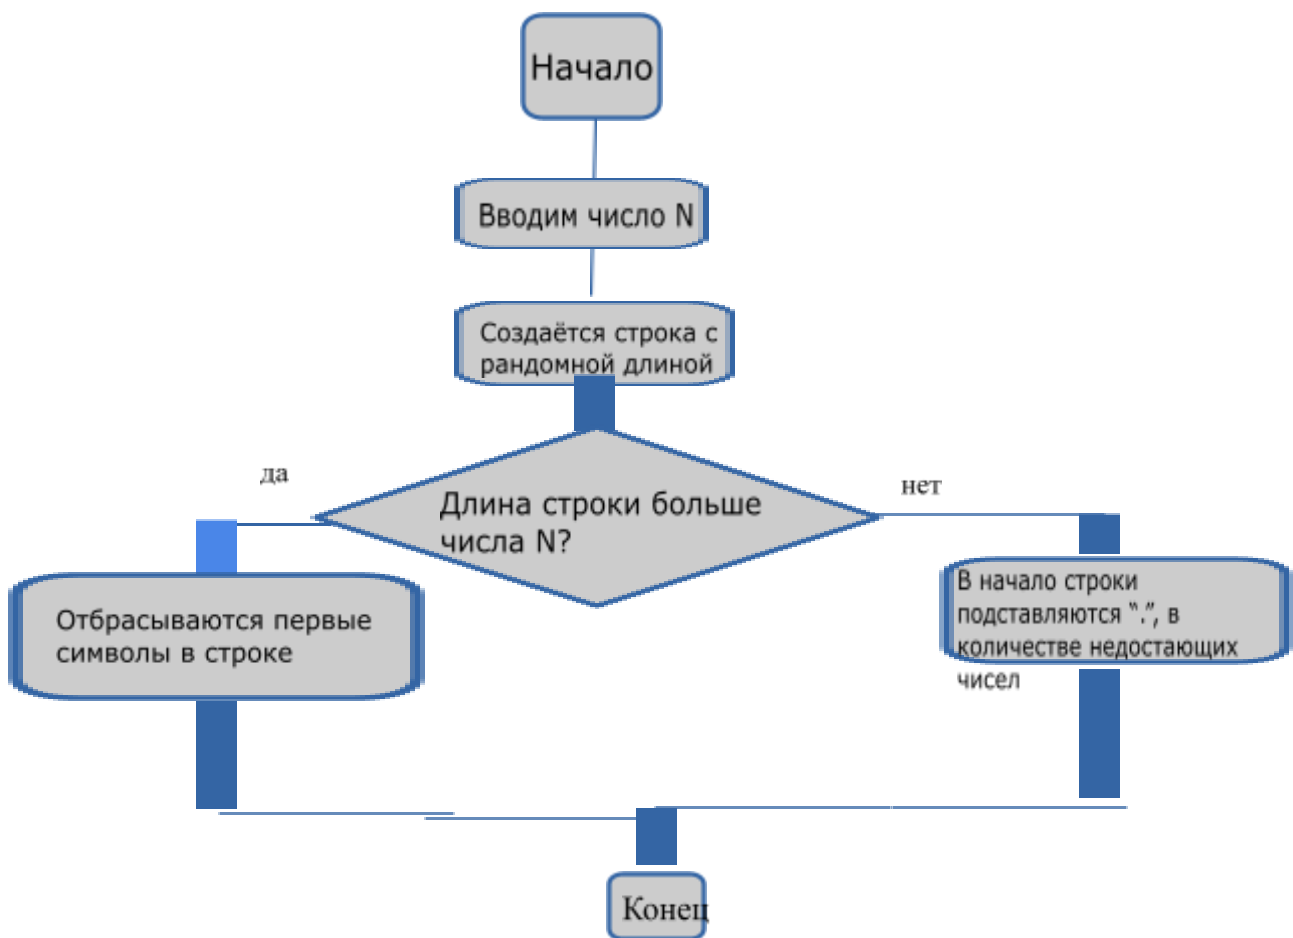 Начало
Вводим число N
Создаётся строка с
рандомной длиной
да
нет
Длина строки больше
числа N?
Отбрасываются первые
символы в строке
В начало строки
подставляются “.”, в
количестве недостающих
чисел
Конец